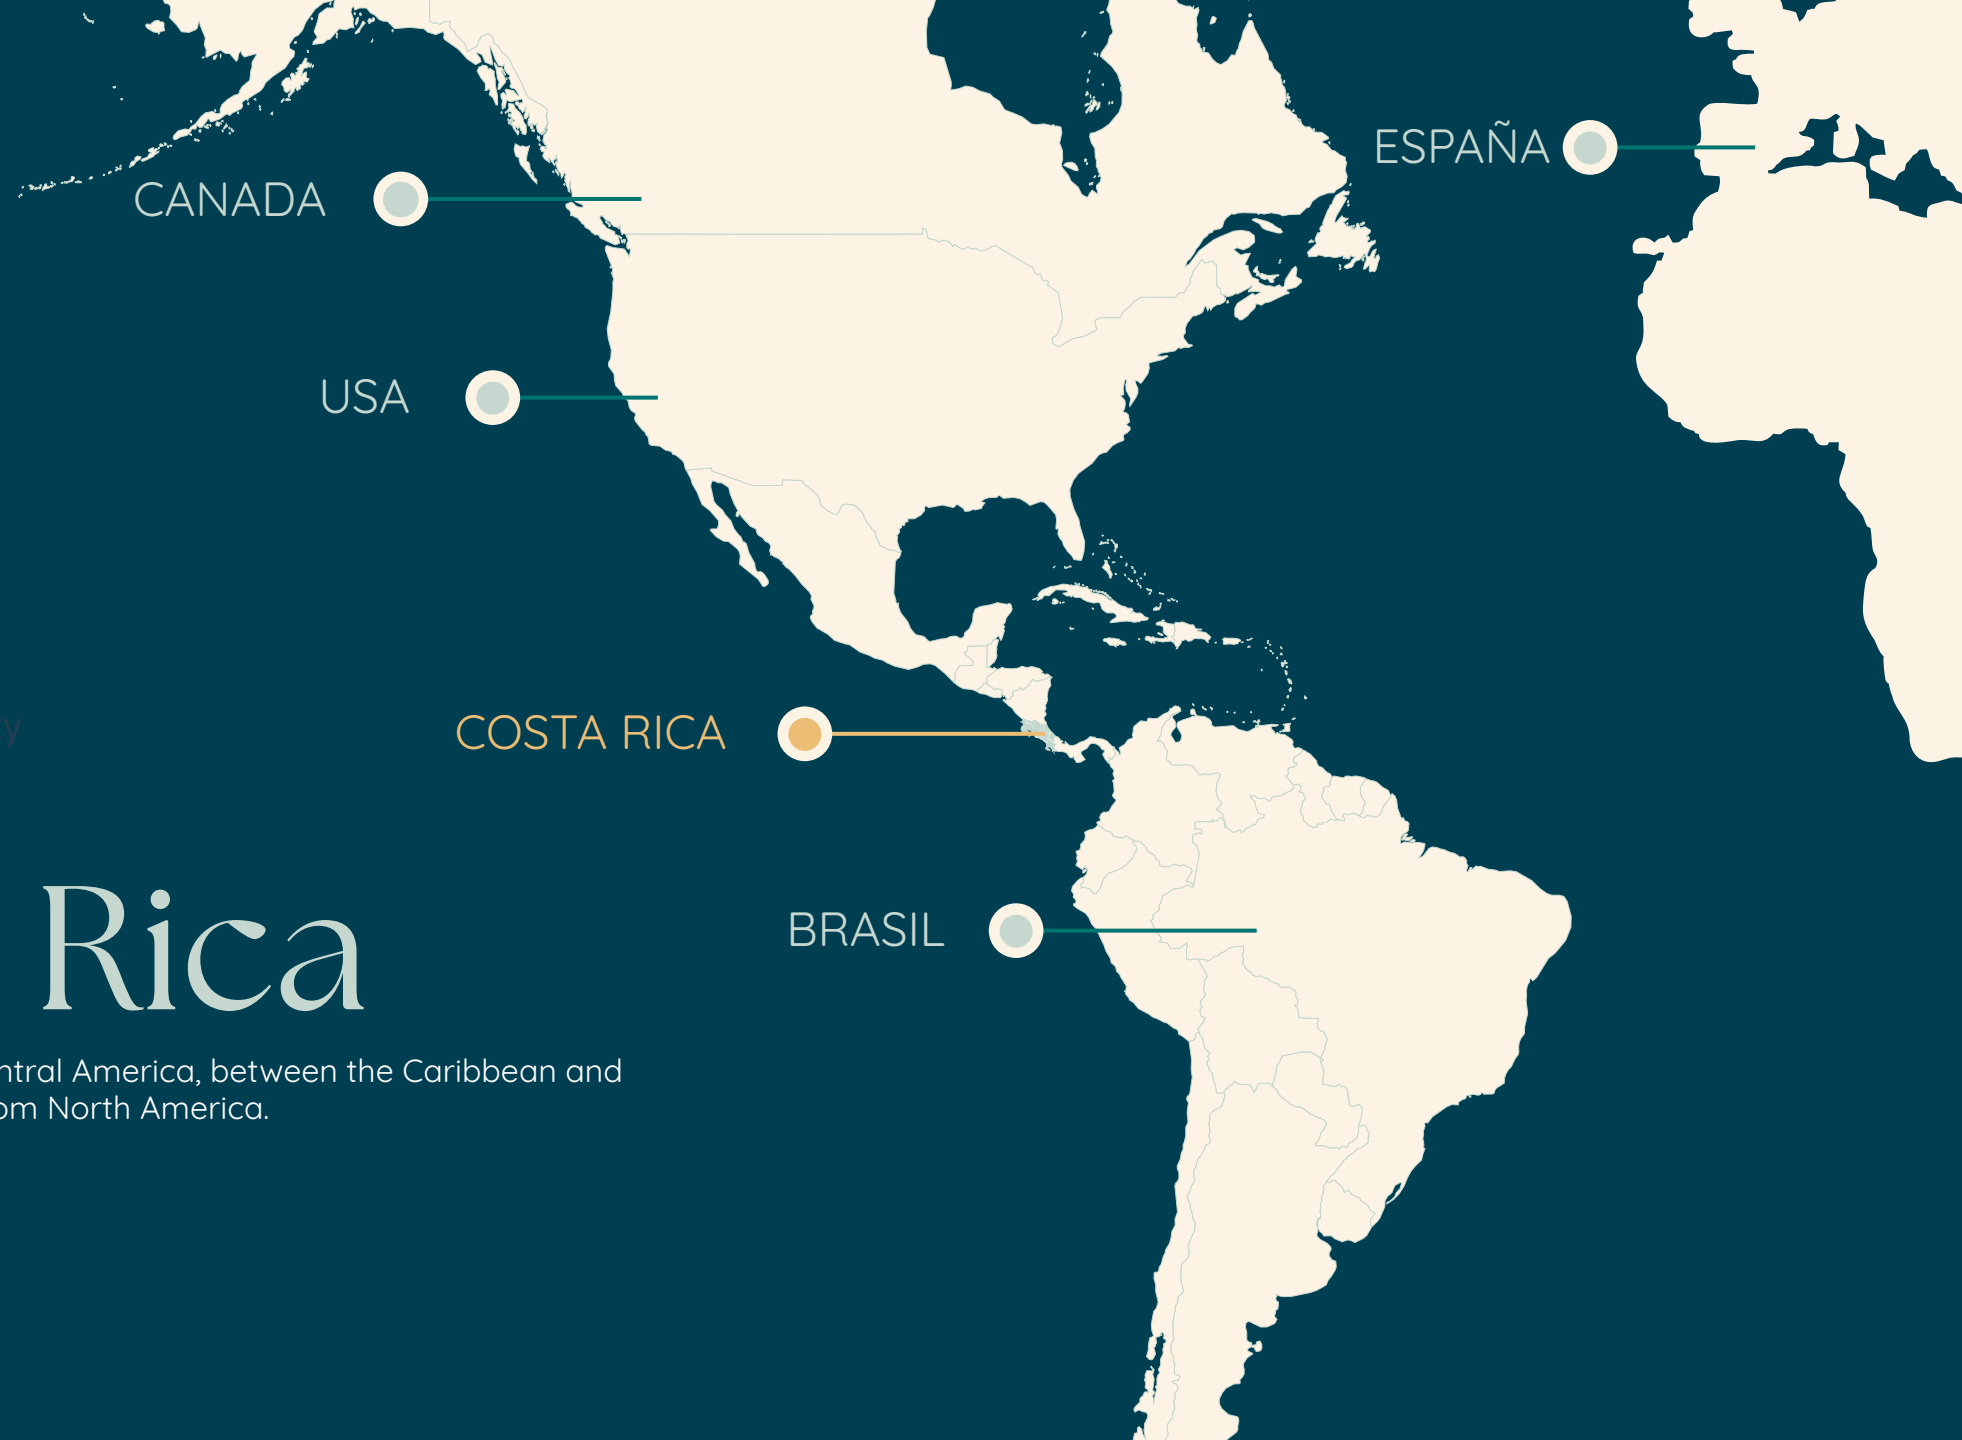 ESPAÑA
CANADA
USA
COSTA RICA
BRASIL
Rica
ntral America, between the Caribbean and
om North America.